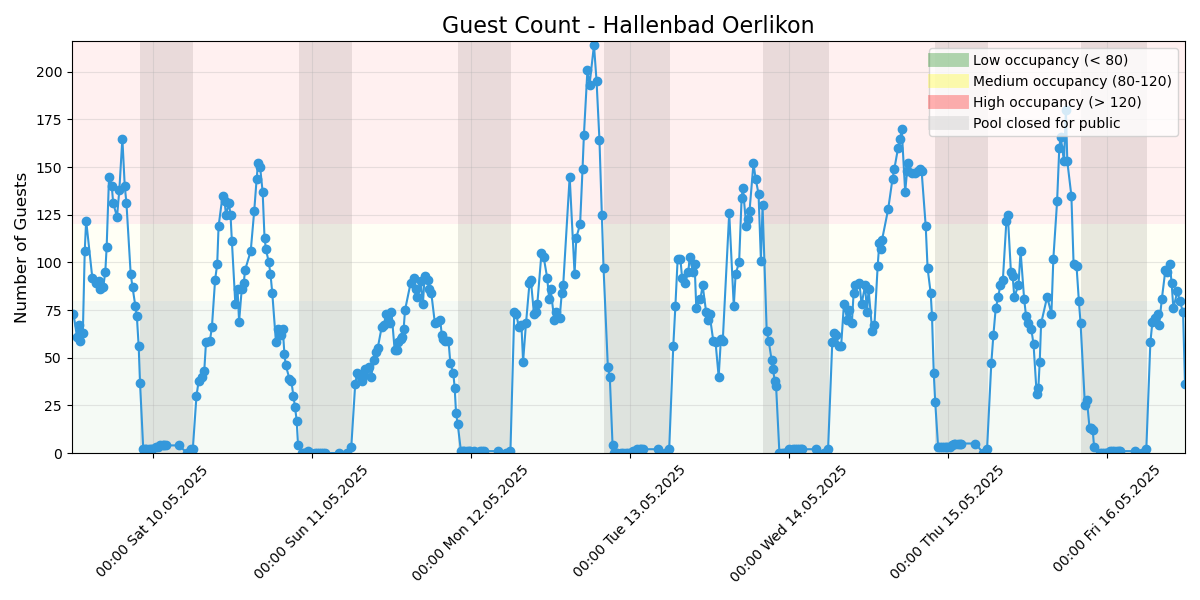 Guest Count - Hallenbad Oerlikon
Number of Guests
200
175
150
125
100
75
50
25
0
Low occupancy (< 80)
Medium occupancy (80-120)
High occupancy (> 120)
Pool closed for public
00:00 Sat 10.05.2025
00:00 Sun 11.05.2025
00:00 Mon 12.05.2025
00:00 Tue 13.05.2025
00:00 Wed 14.05.2025
00:00 Thu 15.05.2025
00:00 Fri 16.05.2025